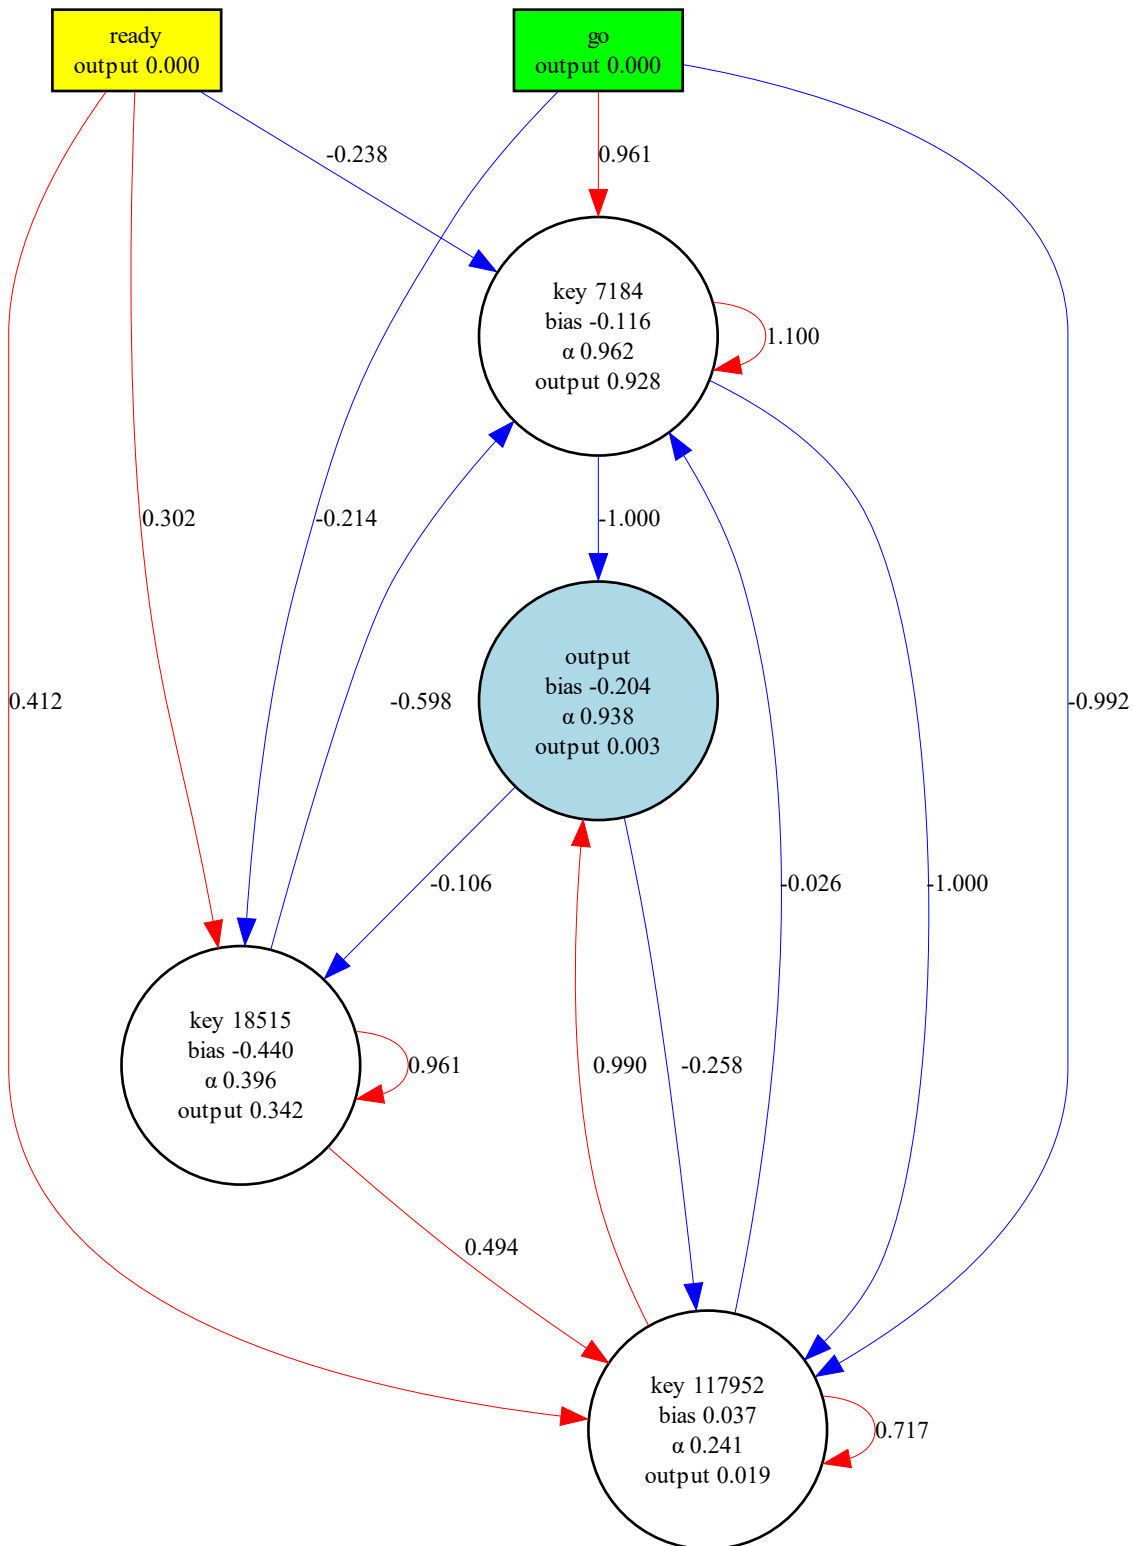 ready
output 0.000
go
output 0.000
-0.238
0.961
key 7184
bias -0.116
α 0.962
output 0.928
1.100
0.302
-0.214
-1.000
output
bias -0.204
α 0.938
output 0.003
0.412
-0.598
-0.992
-0.106
-0.026
-1.000
key 18515
bias -0.440
α 0.396
output 0.342
0.961
0.990
-0.258
0.494
key 117952
bias 0.037
α 0.241
output 0.019
0.717